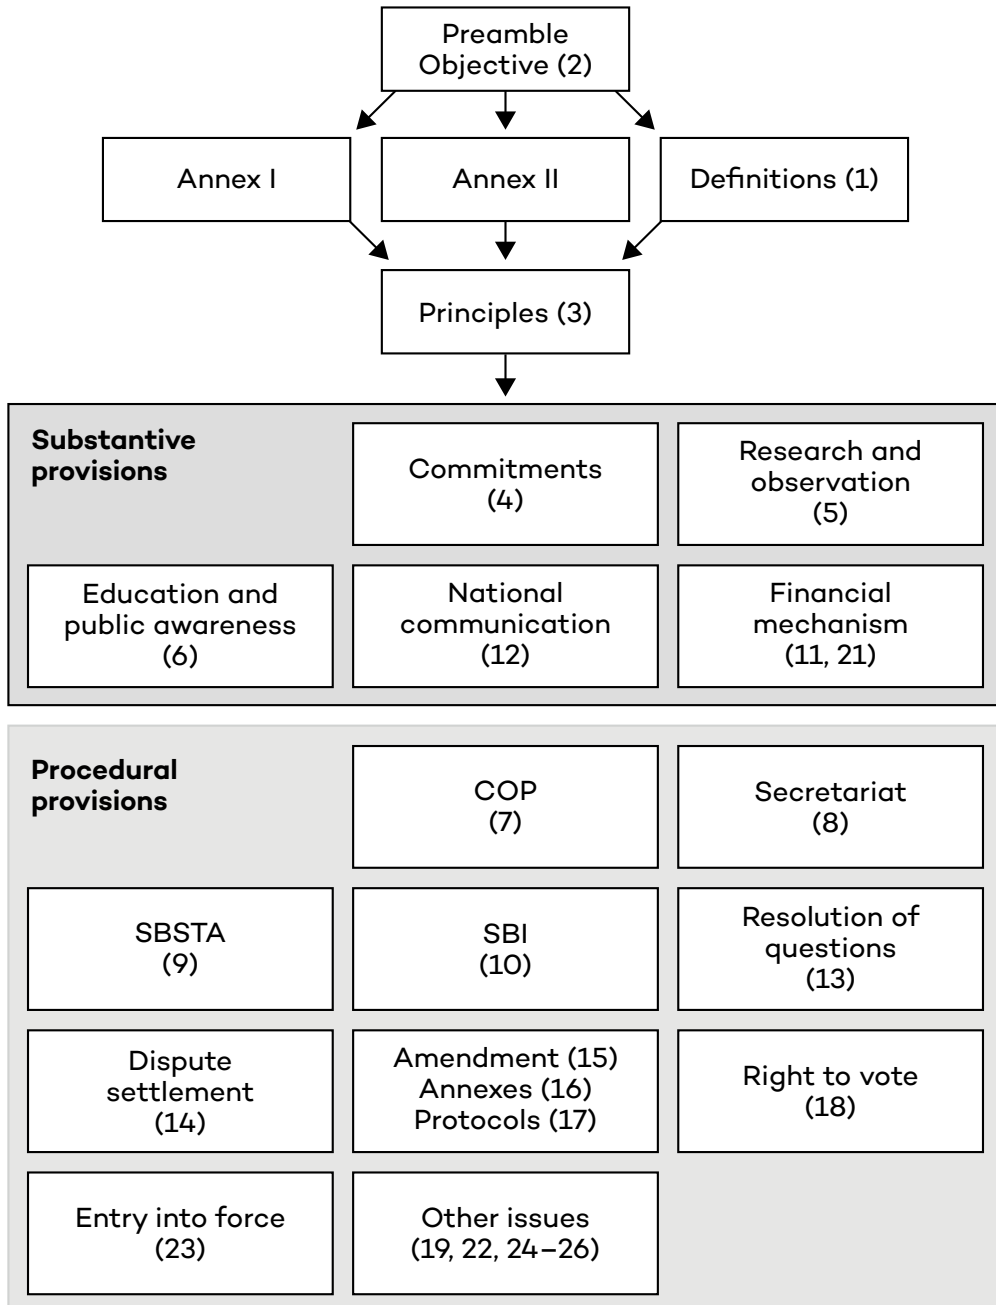 Preamble
Objective (2)
Annex I
Annex II
Definitions (1)
Principles (3)
Substantive
provisions
Commitments
(4)
Research and
observation
(5)
Education and
public awareness
(6)
National
communication
(12)
Financial
mechanism
(11, 21)
Procedural
provisions
COP
(7)
Secretariat
(8)
SBSTA
(9)
SBI
(10)
Resolution of
questions
(13)
Dispute
settlement
(14)
Amendment (15)
Annexes (16)
Protocols (17)
Right to vote
(18)
Entry into force
(23)
Other issues
(19, 22, 24–26)